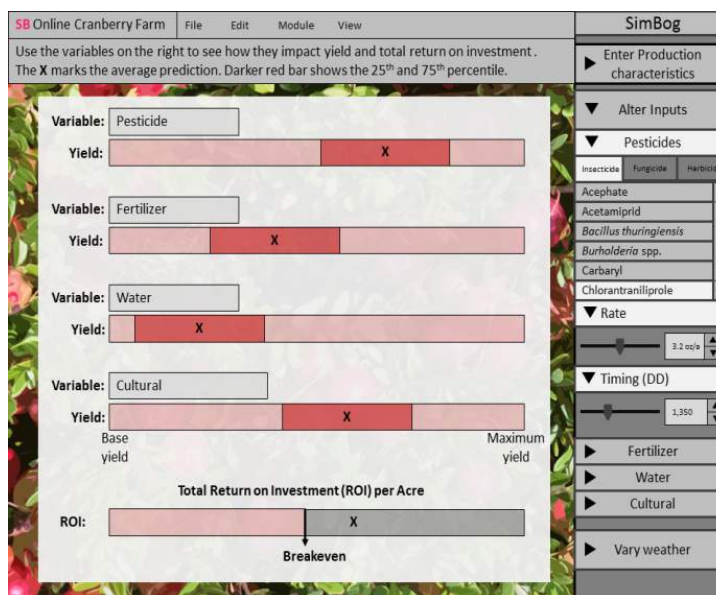 SB Online Cranberry Farm File Edit Module View
Use the variables on the right to see how they impact yield and total return on investment.
The X marks the average prediction. Darker red bar shows the 25th and 75th percentile.
Variable: Pesticide
Yield: X
Variable: Fertilizer
Yield: X
Variable: Water
Yield: X
Variable: Cultural
Yield: X
Base yield
Maximum yield
Total Return on Investment (ROI) per Acre
ROI: X
Breakeven
SimBog
▶ Enter Production
characteristics
▼ Alter Inputs
▼ Pesticides
Insecticide Fungicide Herbicid
Acephate
Acetamiprid
Bacillus thuringiensis
Burholderia spp.
Carbaryl
Chlorantraniliprole
▼ Rate
3.2 oz/a
▼ Timing (DD)
1,350
▶ Fertilizer
▶ Water
▶ Cultural
▶ Vary weather